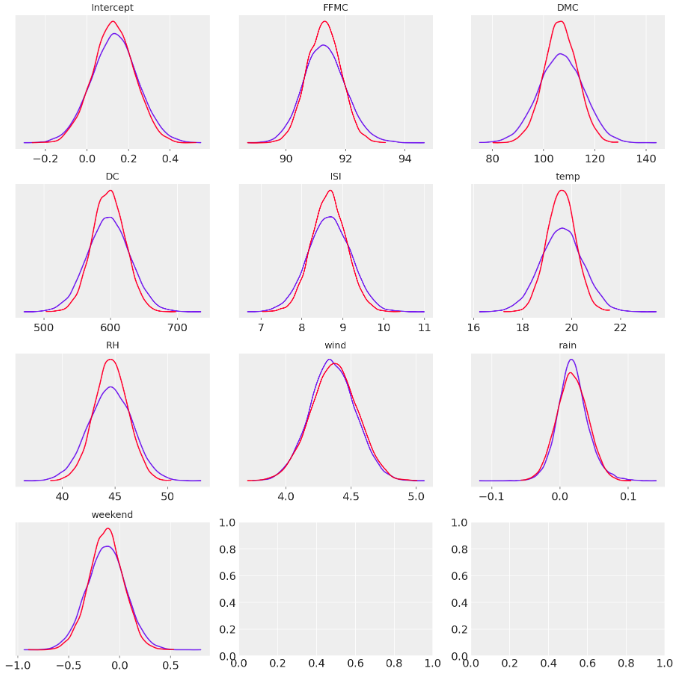 Intercept FFMC DMC
−0.2 0.0 0.2 0.4 90 92 94 80 100 120 140
DC ISI temp
500 600 700 7 8 9 10 11 16 18 20 22
RH wind rain
40 45 50 4.0 4.5 5.0 −0.1 0.0 0.1
weekend 1.0 1.0
0.8 0.8
0.6 0.6
0.4 0.4
0.2 0.2
0.0 0.0
−1.0 −0.5 0.0 0.5 0.0 0.2 0.4 0.6 0.8 1.0 0.0 0.2 0.4 0.6 0.8 1.0